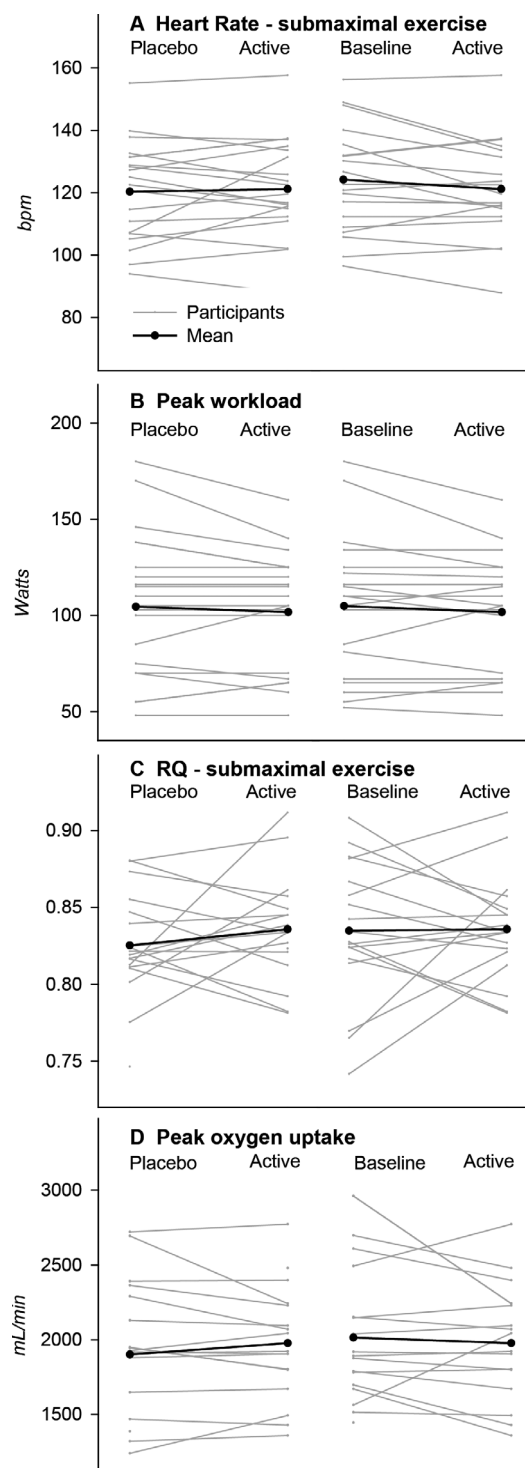 A Heart Rate - submaximal exercise
Placebo Active Baseline Active
160
140
120
100
80
bpm
Participants
Mean
B Peak workload
Placebo Active Baseline Active
200
150
100
50
Watts
C RQ - submaximal exercise
Placebo Active Baseline Active
0.90
0.85
0.80
0.75
D Peak oxygen uptake
Placebo Active Baseline Active
3000
2500
2000
1500
mL/min